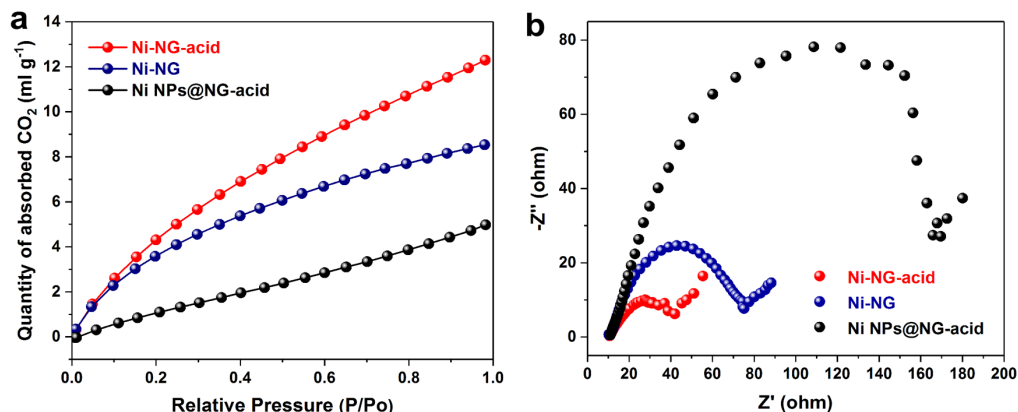 a
Quantity of absorbed CO₂ (ml g⁻¹)
14
12
10
8
6
4
2
0
Ni-NG-acid
Ni-NG
Ni NPs@NG-acid
0.0 0.2 0.4 0.6 0.8 1.0
Relative Pressure (P/Po)
b
-Z'' (ohm)
80
60
40
20
0
Ni-NG-acid
Ni-NG
Ni NPs@NG-acid
0 20 40 60 80 100 120 140 160 180 200
Z' (ohm)